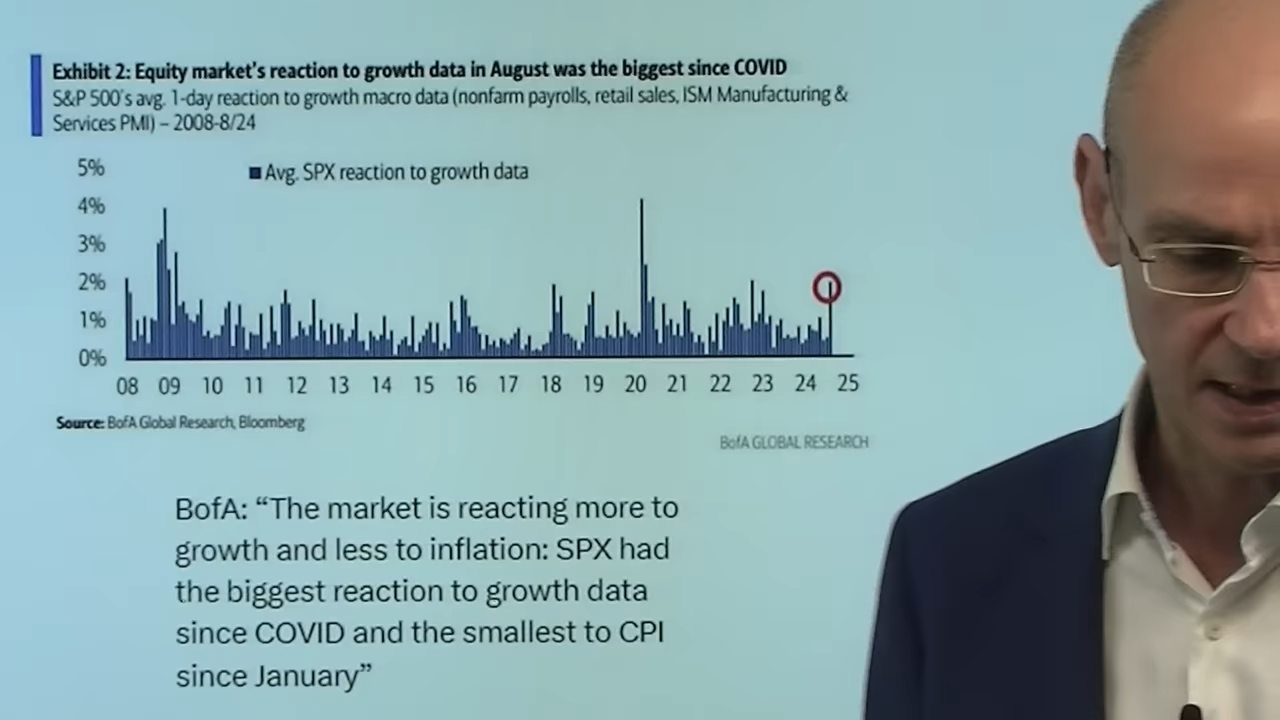 Exhibit 2: Equity market's reaction to growth data in August was the biggest since COVID
S&P 500's avg. 1-day reaction to growth macro data (nonfarm payrolls, retail sales, ISM Manufacturing &
Services PMI) – 2008-8/24
Avg. SPX reaction to growth data
5%
4%
3%
2%
1%
0%
08 09 10 11 12 13 14 15 16 17 18 19 20 21 22 23 24 25
Source: BofA Global Research, Bloomberg
BofA GLOBAL RESEARCH
BofA: “The market is reacting more to
growth and less to inflation: SPX had
the biggest reaction to growth data
since COVID and the smallest to CPI
since January”